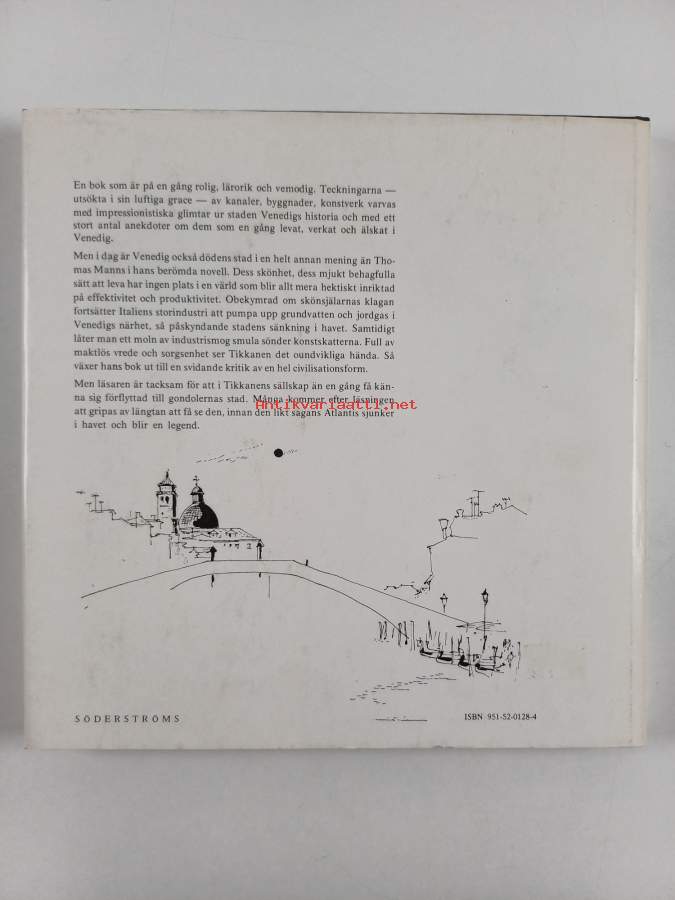 En bok som är på en gång rolig, lärorik och vemodig. Teckningarna —
utsökta i sin luftiga grace — av kanaler, byggnader, konstverk varvas
med impressionistiska glimtar ur staden Venedigs historia och med ett
stort antal anekdoter om dem som en gång levat, verkat och älskat i
Venedig.
Men i dag är Venedig också dödens stad i en helt annan mening än Tho-
mas Manns i hans berömda novell. Dess skönhet, dess mjukt behagfulla
sätt att leva har ingen plats i en värld som blir allt mera hektiskt inriktad
på effektivitet och produktivitet. Obekymrad om skönsjälarnas klagan
fortsätter Italiens storindustri att pumpa upp grundvatten och jordgas i
Venedigs närhet, så påskyndande stadens sänkning i havet. Samtidigt
låter man ett moln av industrismog smula sönder konstskatterna. Full av
maktlös vrede och sorgsenhet ser Tikkanen det oundvikliga hända. Så
växer hans bok ut till en svidande kritik av en hel civilisationsform.
Men läsaren är tacksam för att i Tikkanens sällskap än en gång få kän-
na sig förflyttad till gondolernas stad. Många kommer efter läsningen
Antikvariaatti.net
att gripas av längtan att få se den, innan den likt sagans Atlantis sjunker
i havet och blir en legend.
SÖDERSTRÖMS
ISBN 951-52-0128-4